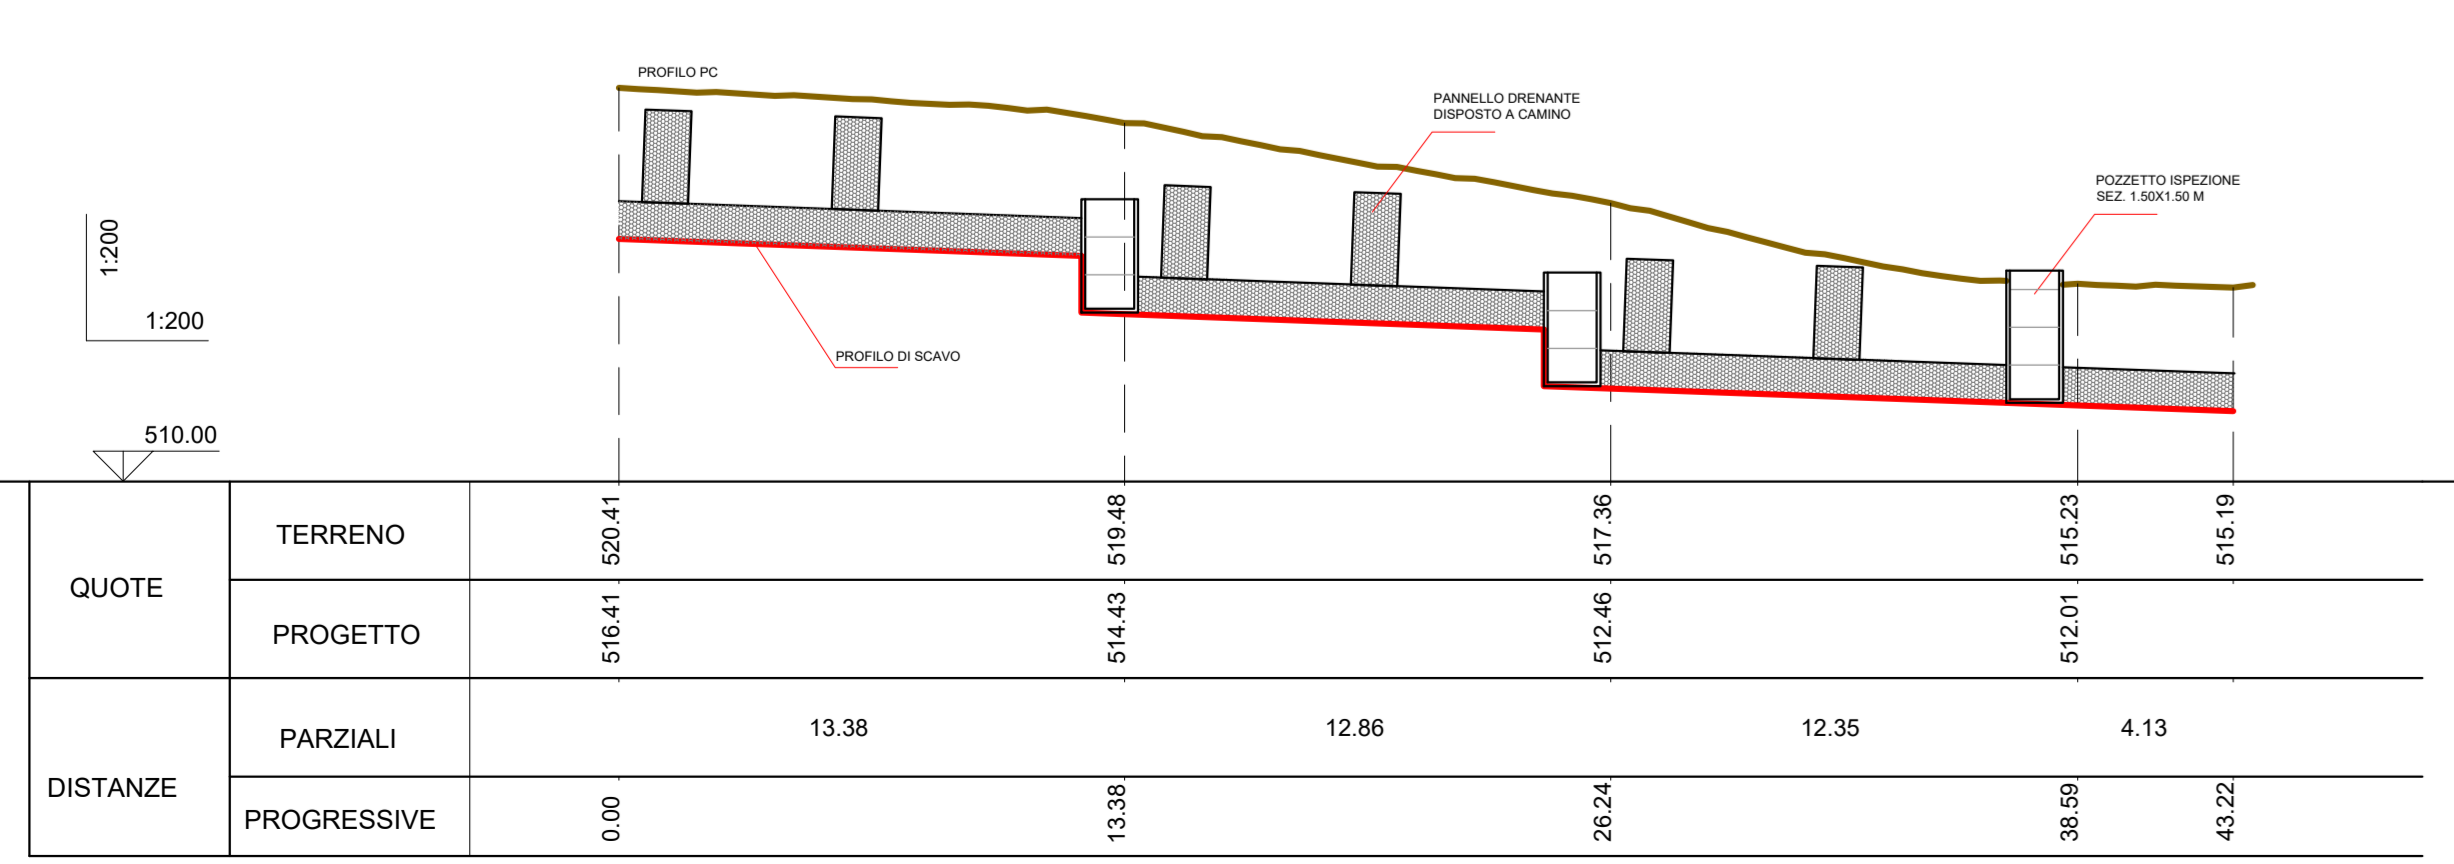 PROFILO PC
PANNELLO DRENANTE
DISPOSTO A CAMINO
POZZETTO ISPEZIONE
SEZ. 1.50X1.50 M
1:200
1:200
PROFILO DI SCAVO
510.00
QUOTE
TERRENO
520.41 519.48 517.36 515.23 515.19
PROGETTO
516.41 514.43 512.46 512.01
DISTANZE
PARZIALI
13.38 12.86 12.35 4.13
PROGRESSIVE
0.00 13.38 26.24 38.59 43.22